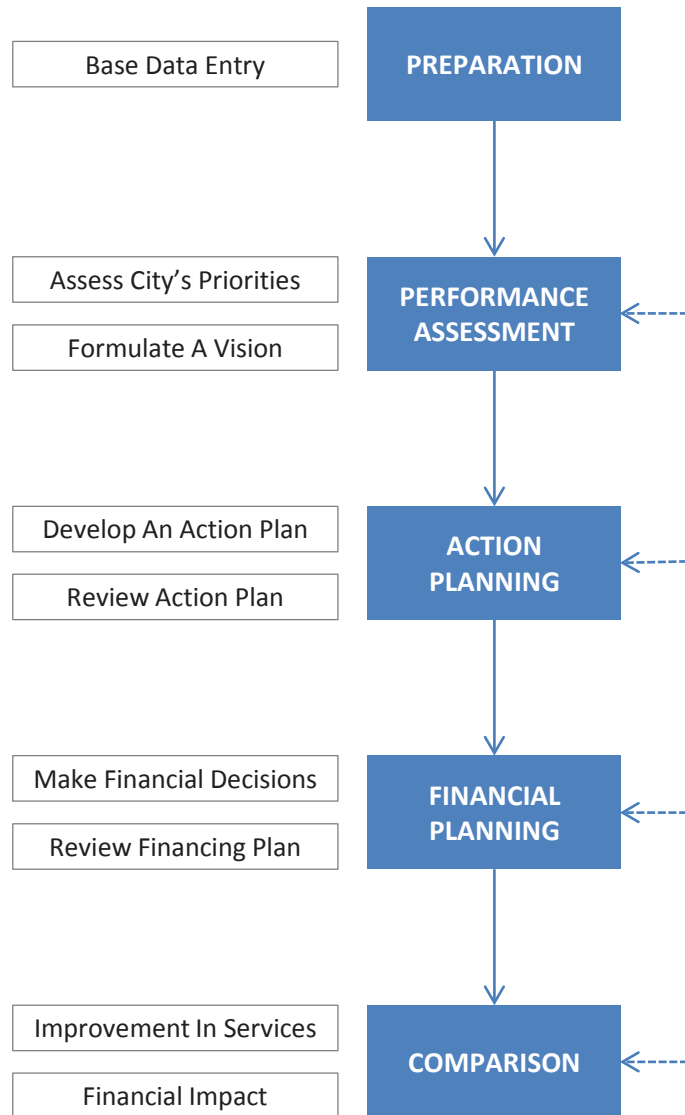 Base Data Entry
PREPARATION
Assess City’s Priorities
Formulate A Vision
PERFORMANCE
ASSESSMENT
Develop An Action Plan
Review Action Plan
ACTION
PLANNING
Make Financial Decisions
Review Financing Plan
FINANCIAL
PLANNING
Improvement In Services
Financial Impact
COMPARISON